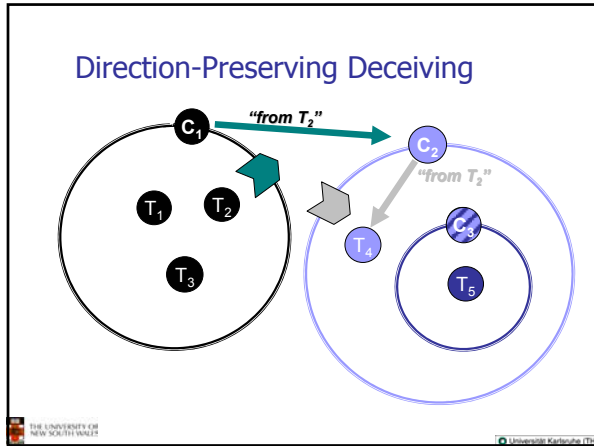 Direction-Preserving Deceiving
"from T2"
C1
C2
"from T2"
T1
T2
C3
T4
T3
T5
THE UNIVERSITY OF
NEW SOUTH WALES
Universität Karlsruhe (TH